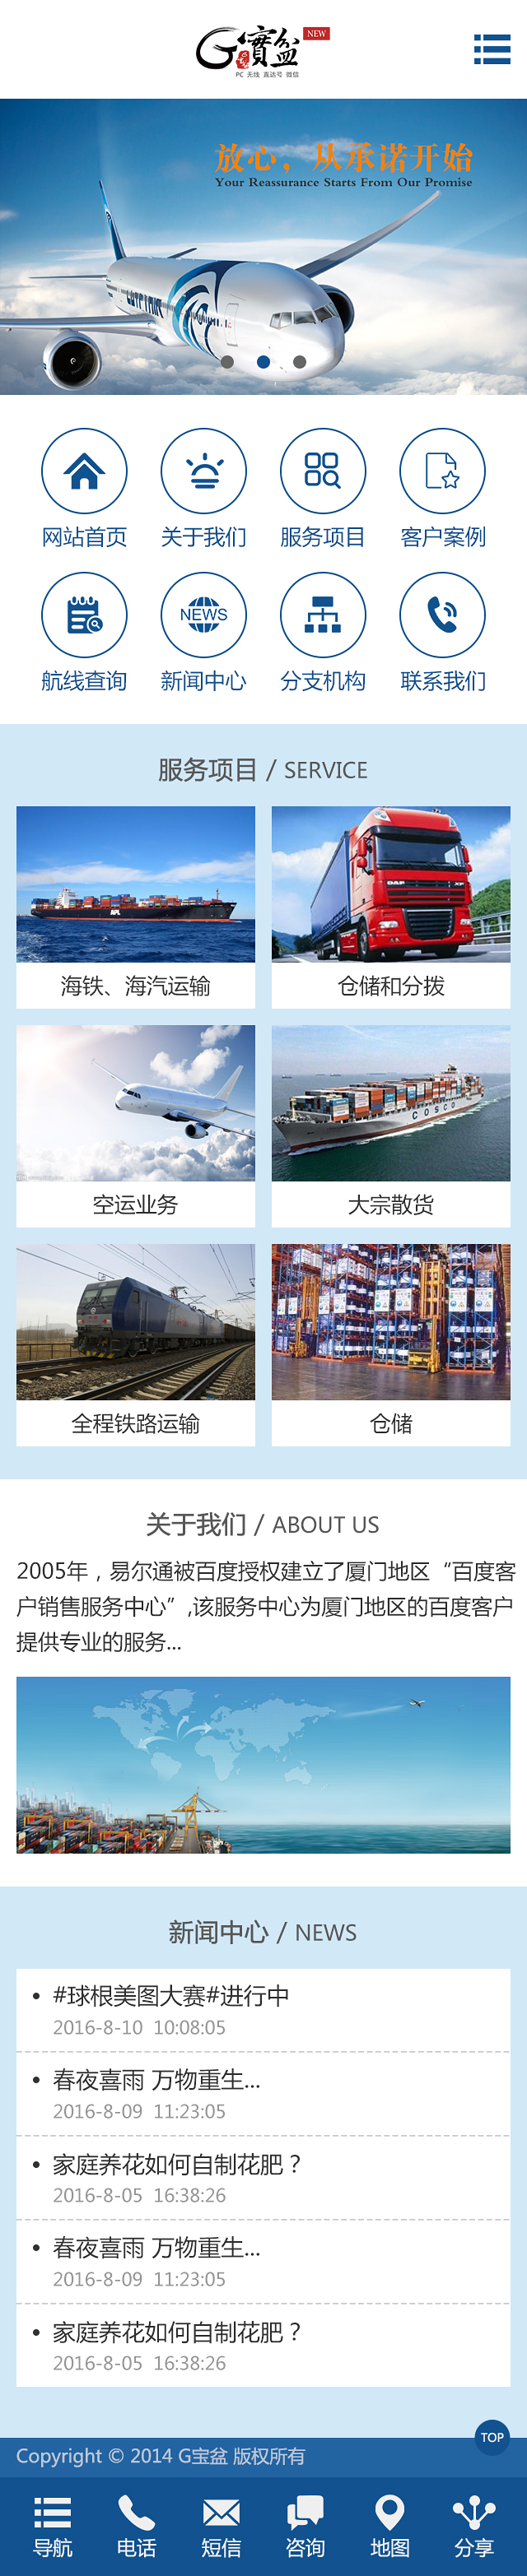 G宝盆
NEW
PC 无线 直达号 微信
放心，从承诺开始
Your Reassurance Starts From Our Promise
EGYPTAIR
网站首页 关于我们 服务项目 客户案例
NEWS
航线查询 新闻中心 分支机构 联系我们
服务项目 / SERVICE
APL
DAF XF
海铁、海汽运输 仓储和分拨
COSCO
空运业务 大宗散货
全程铁路运输 仓储
关于我们 / ABOUT US
2005年，易尔通被百度授权建立了厦门地区“百度客
户销售服务中心”,该服务中心为厦门地区的百度客户
提供专业的服务...
新闻中心 / NEWS
• #球根美图大赛#进行中
2016-8-10 10:08:05
• 春夜喜雨 万物重生...
2016-8-09 11:23:05
• 家庭养花如何自制花肥？
2016-8-05 16:38:26
• 春夜喜雨 万物重生...
2016-8-09 11:23:05
• 家庭养花如何自制花肥？
2016-8-05 16:38:26
TOP
Copyright © 2014 G宝盆 版权所有
导航 电话 短信 咨询 地图 分享